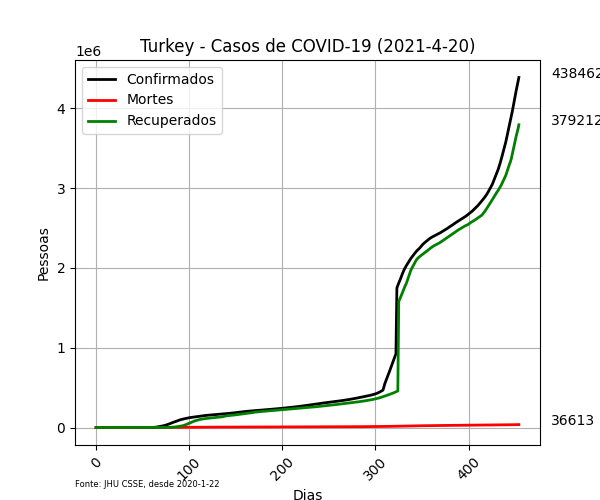 Turkey - Casos de COVID-19 (2021-4-20)
1e6
Confirmados
Mortes
Recuperados
438462
379212
36613
4
3
2
1
0
Pessoas
0
100
200
300
400
Fonte: JHU CSSE, desde 2020-1-22
Dias